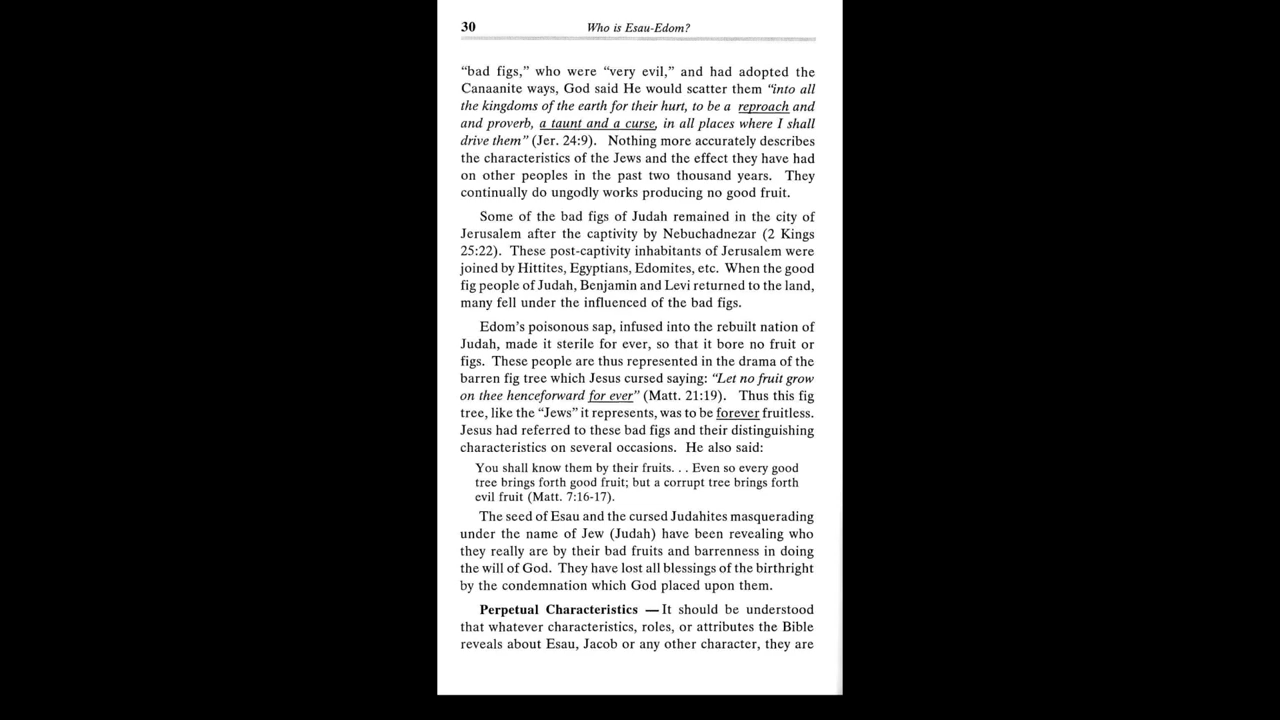 30
Who is Esau-Edom?
“bad figs,” who were “very evil,” and had adopted the
Canaanite ways, God said He would scatter them “into all
the kingdoms of the earth for their hurt, to be a reproach and
and proverb, a taunt and a curse, in all places where I shall
drive them” (Jer. 24:9). Nothing more accurately describes
the characteristics of the Jews and the effect they have had
on other peoples in the past two thousand years. They
continually do ungodly works producing no good fruit.
Some of the bad figs of Judah remained in the city of
Jerusalem after the captivity by Nebuchadnezar (2 Kings
25:22). These post-captivity inhabitants of Jerusalem were
joined by Hittites, Egyptians, Edomites, etc. When the good
fig people of Judah, Benjamin and Levi returned to the land,
many fell under the influenced of the bad figs.
Edom’s poisonous sap, infused into the rebuilt nation of
Judah, made it sterile for ever, so that it bore no fruit or
figs. These people are thus represented in the drama of the
barren fig tree which Jesus cursed saying: “Let no fruit grow
on thee henceforward for ever” (Matt. 21:19). Thus this fig
tree, like the “Jews” it represents, was to be forever fruitless.
Jesus had referred to these bad figs and their distinguishing
characteristics on several occasions. He also said:
You shall know them by their fruits. . . Even so every good
tree brings forth good fruit; but a corrupt tree brings forth
evil fruit (Matt. 7:16-17).
The seed of Esau and the cursed Judahites masquerading
under the name of Jew (Judah) have been revealing who
they really are by their bad fruits and barrenness in doing
the will of God. They have lost all blessings of the birthright
by the condemnation which God placed upon them.
Perpetual Characteristics — It should be understood
that whatever characteristics, roles, or attributes the Bible
reveals about Esau, Jacob or any other character, they are